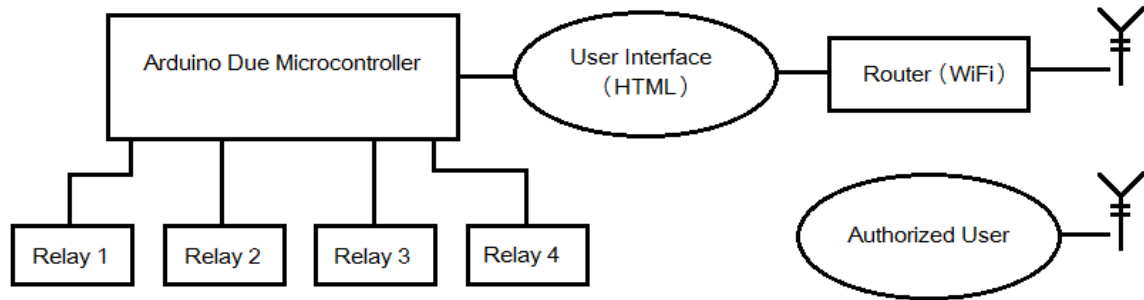 Arduino Due Microcontroller
User Interface
（HTML）
Router（WiFi）
Relay 1
Relay 2
Relay 3
Relay 4
Authorized User